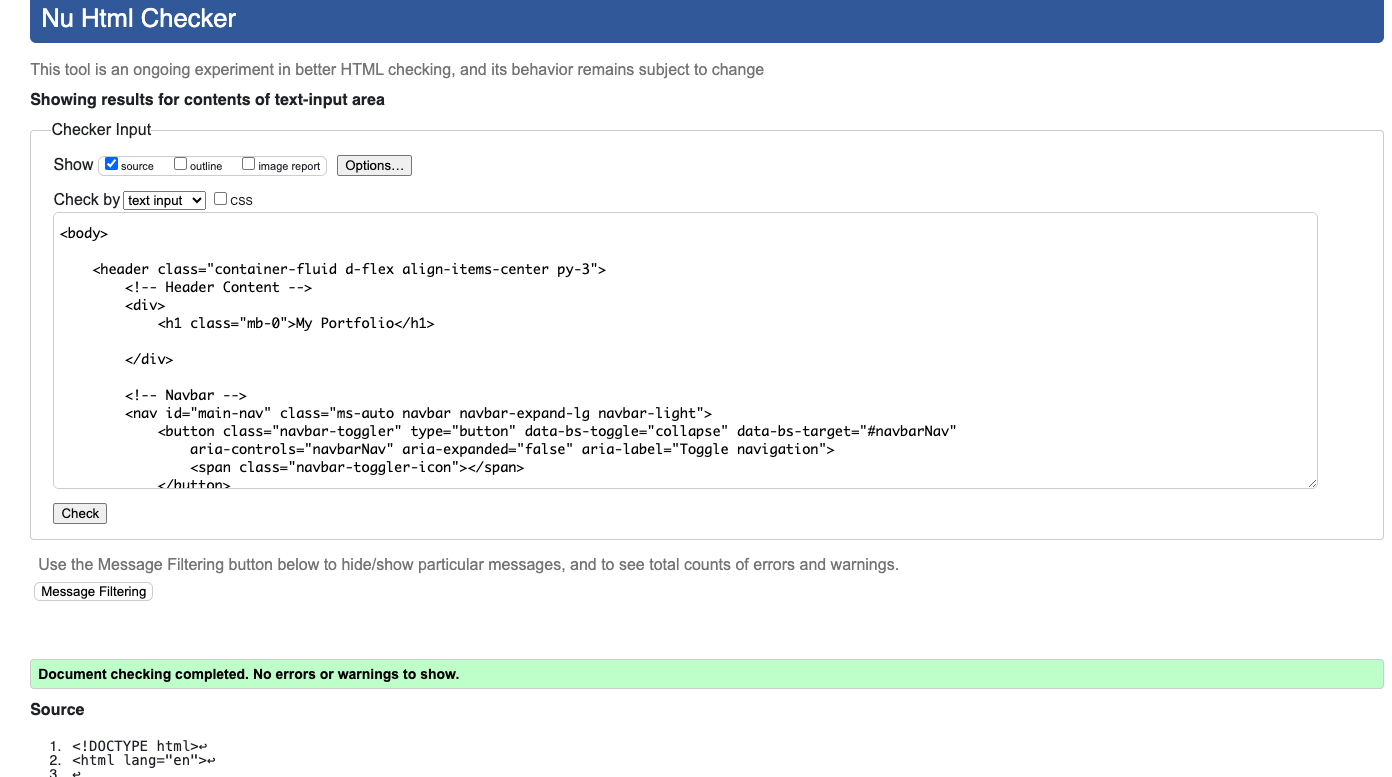 Nu Html Checker
This tool is an ongoing experiment in better HTML checking, and its behavior remains subject to change
Showing results for contents of text-input area
Checker Input
Show source outline image report Options...
Check by text input CSS
<body>
<header class="container-fluid d-flex align-items-center py-3">
<!-- Header Content -->
<div>
<h1 class="mb-0">My Portfolio</h1>
</div>
<!-- Navbar -->
<nav id="main-nav" class="ms-auto navbar navbar-expand-lg navbar-light">
<button class="navbar-toggler" type="button" data-bs-toggle="collapse" data-bs-target="#navbarNav"
aria-controls="navbarNav" aria-expanded="false" aria-label="Toggle navigation">
<span class="navbar-toggler-icon"></span>
</button>
Check
Use the Message Filtering button below to hide/show particular messages, and to see total counts of errors and warnings.
Message Filtering
Document checking completed. No errors or warnings to show.
Source
1. <!DOCTYPE html>↩
2. <html lang="en">↩
3. ↩